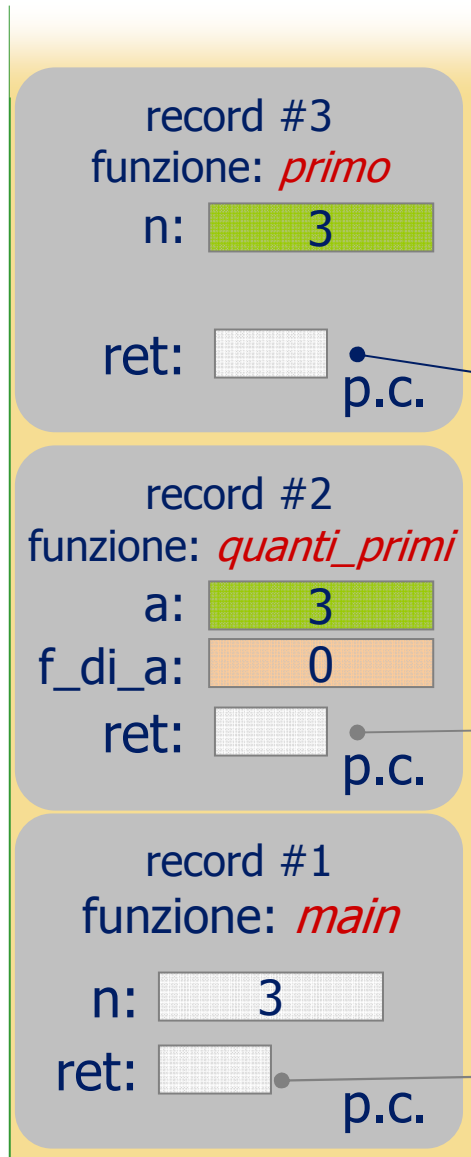 record #3
funzione: primo
n: 3
ret:
p.c.
record #2
funzione: quanti_primi
a: 3
f_di_a: 0
ret:
p.c.
record #1
funzione: main
n: 3
ret:
p.c.